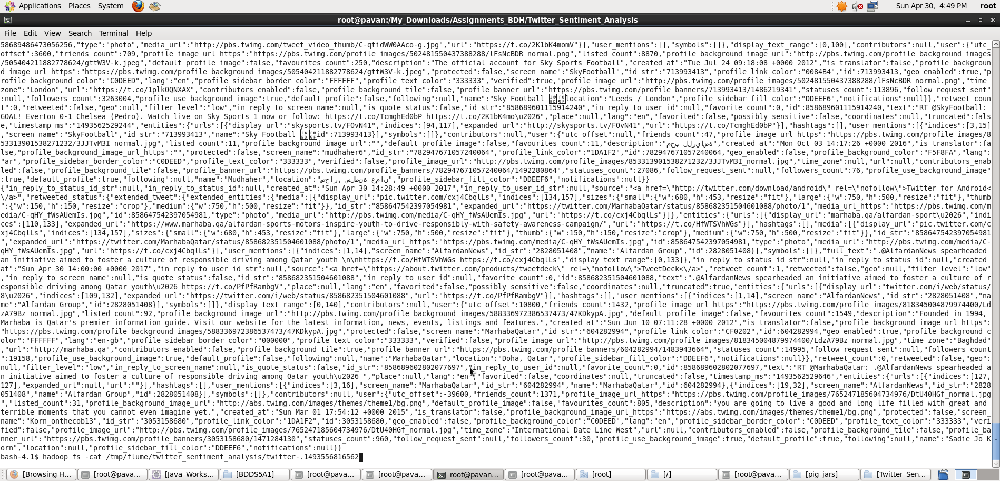 Applications Places System Sun Apr 30, 4:49 PM root
root@pavan:/My_Downloads/Assignments_BDH/Twitter_Sentiment_Analysis
File Edit View Search Terminal Help
58689486473056256,"type":"photo","media_url":"http://pbs.twimg.com/tweet_video_thumb/C-qtidWW0AAco-g.jpg","url":"https://t.co/2K1bK4momV"}],"user_mentions":[],"symbols":[]},"display_text_range":[0,100],"contributors":null,"user":{"utc_
offset":3600,"friends_count":709,"profile_image_url_https":"https://pbs.twimg.com/profile_images/502481550437388288/lFsNcBDR_normal.png","listed_count":8870,"profile_background_image_url":"http://pbs.twimg.com/profile_background_images
/505404211882778624/gttW3V-k.jpeg","default_profile_image":false,"favourites_count":250,"description":"The official account for Sky Sports Football","created_at":"Tue Jul 24 09:18:08 +0000 2012","is_translator":false,"profile_backgroun
d_image_url_https":"https://pbs.twimg.com/profile_background_images/505404211882778624/gttW3V-k.jpeg","protected":false,"screen_name":"SkyFootball","id_str":"713993413","profile_link_color":"0084B4","id":713993413,"geo_enabled":true,"p
rofile_background_color":"C0DEED","lang":"en","profile_sidebar_border_color":"FFFFFF","profile_text_color":"333333","verified":true,"profile_image_url":"http://pbs.twimg.com/profile_images/502481550437388288/lFsNcBDR_normal.png","time_
zone":"London","url":"https://t.co/1plkOQNXAX","contributors_enabled":false,"profile_background_tile":false,"profile_banner_url":"https://pbs.twimg.com/profile_banners/713993413/1486219341","statuses_count":113896,"follow_request_sent"
:null,"followers_count":3263004,"profile_use_background_image":true,"default_profile":false,"following":null,"name":"Sky Football location":"Leeds / London","profile_sidebar_fill_color":"DDEEF6","notifications":null}},"retweet_coun
t":0,"retweeted":false,"geo":null,"filter_level":"low","in_reply_to_screen_name":null,"is_quote_status":false,"id_str":"858689601115914240","in_reply_to_user_id":null,"favorite_count":0,"id":858689601115914240,"text":"RT @SkyFootball:
GOAL! Everton 0-1 Chelsea (Pedro). Watch live on Sky Sports 1 now or follow: https://t.co/TcmghEd0bP https://t.co/2K1bK4mo\u2026","place":null,"lang":"en","favorited":false,"possibly_sensitive":false,"coordinates":null,"truncated":fals
e,"timestamp_ms":"1493562529244","entities":{"urls":[{"display_url":"skysports.tv/FOvN41","indices":[94,117],"expanded_url":"http://skysports.tv/FOvN41","url":"https://t.co/TcmghEd0bP"}],"hashtags":[],"user_mentions":[{"indices":[3,15]
,"screen_name":"SkyFootball","id_str":"713993413","name":"Sky Football id":713993413}],"symbols":[]},"contributors":null,"user":{"utc_offset":null,"friends_count":47,"profile_image_url_https":"https://pbs.twimg.com/profile_images/8
53313901538271232/3JJTvM3I_normal.jpg","listed_count":11,"profile_background_image_url":"","default_profile_image":false,"favourites_count":11,"description":"محب للرياضة","created_at":"Mon Oct 03 14:17:26 +0000 2016","is_translator":fa
lse,"profile_background_image_url_https":"","protected":false,"screen_name":"mudhaher6","id_str":"782947671057240064","profile_link_color":"1DA1F2","id":782947671057240064,"geo_enabled":false,"profile_background_color":"F5F8FA","lang":
"ar","profile_sidebar_border_color":"C0DEED","profile_text_color":"333333","verified":false,"profile_image_url":"http://pbs.twimg.com/profile_images/853313901538271232/3JJTvM3I_normal.jpg","time_zone":null,"url":null,"contributors_enab
led":false,"profile_background_tile":false,"profile_banner_url":"https://pbs.twimg.com/profile_banners/782947671057240064/1492280864","statuses_count":27086,"follow_request_sent":null,"followers_count":76,"profile_use_background_image"
:true,"default_profile":true,"following":null,"name":"Mudhaher","location":"صحار, سلطنة عمان","profile_sidebar_fill_color":"DDEEF6","notifications":null}}
{"in_reply_to_status_id_str":null,"in_reply_to_status_id":null,"created_at":"Sun Apr 30 14:28:49 +0000 2017","in_reply_to_user_id_str":null,"source":"<a href=\"http://twitter.com/download/android\" rel=\"nofollow\">Twitter for Android<
\/a>","retweeted_status":{"extended_tweet":{"extended_entities":{"media":[{"display_url":"pic.twitter.com/cxj4CbqlLs","indices":[134,157],"sizes":{"small":{"w":680,"h":453,"resize":"fit"},"large":{"w":750,"h":500,"resize":"fit"},"thumb
":{"w":150,"h":150,"resize":"crop"},"medium":{"w":750,"h":500,"resize":"fit"}},"id_str":"858647542397054981","expanded_url":"https://twitter.com/MarhabaQatar/status/858682351504601088/photo/1","media_url_https":"https://pbs.twimg.com/m
edia/C-qHY_fWsAUemIs.jpg","id":858647542397054981,"type":"photo","media_url":"http://pbs.twimg.com/media/C-qHY_fWsAUemIs.jpg","url":"https://t.co/cxj4CbqlLs"}]},"entities":{"urls":[{"display_url":"marhaba.qa/alfardan-sport\u2026","indi
ces":[110,133],"expanded_url":"https://www.marhaba.qa/alfardan-sports-motors-inspire-youth-to-drive-responsibly-with-safety-awareness-campaign/","url":"https://t.co/HfWTSVhWGs"}],"hashtags":[],"media":[{"display_url":"pic.twitter.com/c
xj4CbqlLs","indices":[134,157],"sizes":{"small":{"w":680,"h":453,"resize":"fit"},"large":{"w":750,"h":500,"resize":"fit"},"thumb":{"w":150,"h":150,"resize":"crop"},"medium":{"w":750,"h":500,"resize":"fit"}},"id_str":"858647542397054981
","expanded_url":"https://twitter.com/MarhabaQatar/status/858682351504601088/photo/1","media_url_https":"https://pbs.twimg.com/media/C-qHY_fWsAUemIs.jpg","id":858647542397054981,"type":"photo","media_url":"http://pbs.twimg.com/media/C-
qHY_fWsAUemIs.jpg","url":"https://t.co/cxj4CbqlLs"}],"user_mentions":[{"indices":[1,14],"screen_name":"AlfardanNews","id_str":"2828051408","name":"Alfardan Group","id":2828051408}],"symbols":[]},"full_text":".@AlfardanNews spearheaded
an initiative aimed to foster a culture of responsible driving among Qatar youth \n\nhttps://t.co/HfWTSVhWGs https://t.co/cxj4CbqlLs","display_text_range":[0,133]},"in_reply_to_status_id_str":null,"in_reply_to_status_id":null,"created_
at":"Sun Apr 30 14:00:00 +0000 2017","in_reply_to_user_id_str":null,"source":"<a href=\"https://about.twitter.com/products/tweetdeck\" rel=\"nofollow\">TweetDeck<\/a>","retweet_count":1,"retweeted":false,"geo":null,"filter_level":"low"
,"in_reply_to_screen_name":null,"is_quote_status":false,"id_str":"858682351504601088","in_reply_to_user_id":null,"favorite_count":0,"id":858682351504601088,"text":".@AlfardanNews spearheaded an initiative aimed to foster a culture of r
esponsible driving among Qatar youth\u2026 https://t.co/PfPfRambgV","place":null,"lang":"en","favorited":false,"possibly_sensitive":false,"coordinates":null,"truncated":true,"entities":{"urls":[{"display_url":"twitter.com/i/web/status/
8\u2026","indices":[109,132],"expanded_url":"https://twitter.com/i/web/status/858682351504601088","url":"https://t.co/PfPfRambgV"}],"hashtags":[],"user_mentions":[{"indices":[1,14],"screen_name":"AlfardanNews","id_str":"2828051408","na
me":"Alfardan Group","id":2828051408}],"symbols":[]},"display_text_range":[0,140],"contributors":null,"user":{"utc_offset":10800,"friends_count":1432,"profile_image_url_https":"https://pbs.twimg.com/profile_images/818345004879974400/Ld
zA79Bz_normal.jpg","listed_count":92,"profile_background_image_url":"http://pbs.twimg.com/profile_background_images/588336972386537473/47KDkypA.jpg","default_profile_image":false,"favourites_count":1549,"description":"Founded in 1994,
Marhaba is Qatar's premier information guide. Visit our website for the latest information, news, events, listings and features.","created_at":"Sun Jun 10 07:11:28 +0000 2012","is_translator":false,"profile_background_image_url_https":
"https://pbs.twimg.com/profile_background_images/588336972386537473/47KDkypA.jpg","protected":false,"screen_name":"MarhabaQatar","id_str":"604282994","profile_link_color":"CF0202","id":604282994,"geo_enabled":true,"profile_background_c
olor":"FFFFFF","lang":"en-gb","profile_sidebar_border_color":"000000","profile_text_color":"333333","verified":false,"profile_image_url":"http://pbs.twimg.com/profile_images/818345004879974400/LdzA79Bz_normal.jpg","time_zone":"Baghdad"
,"url":"http://marhaba.qa","contributors_enabled":false,"profile_background_tile":true,"profile_banner_url":"https://pbs.twimg.com/profile_banners/604282994/1483943664","statuses_count":14995,"follow_request_sent":null,"followers_count
":19158,"profile_use_background_image":true,"default_profile":false,"following":null,"name":"MarhabaQatar","location":"Doha, Qatar","profile_sidebar_fill_color":"DDEEF6","notifications":null}},"retweet_count":0,"retweeted":false,"geo":
null,"filter_level":"low","in_reply_to_screen_name":null,"is_quote_status":false,"id_str":"858689602802077697","in_reply_to_user_id":null,"favorite_count":0,"id":858689602802077697,"text":"RT @MarhabaQatar: .@AlfardanNews spearheaded a
n initiative aimed to foster a culture of responsible driving among Qatar youth\u2026 ","place":null,"lang":"en","favorited":false,"coordinates":null,"truncated":false,"timestamp_ms":"1493562529646","entities":{"urls":[{"indices":[127,
127],"expanded_url":null,"url":""}],"hashtags":[],"user_mentions":[{"indices":[3,16],"screen_name":"MarhabaQatar","id_str":"604282994","name":"MarhabaQatar","id":604282994},{"indices":[19,32],"screen_name":"AlfardanNews","id_str":"2828
051408","name":"Alfardan Group","id":2828051408}],"symbols":[]},"contributors":null,"user":{"utc_offset":-39600,"friends_count":1371,"profile_image_url_https":"https://pbs.twimg.com/profile_images/765247185604734976/DtU40HGf_normal.jpg
","listed_count":31,"profile_background_image_url":"http://abs.twimg.com/images/themes/theme1/bg.png","default_profile_image":false,"favourites_count":805,"description":"you are going to live a good and long life filled with great and
terrible moments that you cannot even imagine yet.","created_at":"Sun Mar 01 17:54:12 +0000 2015","is_translator":false,"profile_background_image_url_https":"https://abs.twimg.com/images/themes/theme1/bg.png","protected":false,"screen_
name":"Korn_onthecob13","id_str":"3053158680","profile_link_color":"1DA1F2","id":3053158680,"geo_enabled":false,"profile_background_color":"C0DEED","lang":"en","profile_sidebar_border_color":"C0DEED","profile_text_color":"333333","veri
fied":false,"profile_image_url":"http://pbs.twimg.com/profile_images/765247185604734976/DtU40HGf_normal.jpg","time_zone":"International Date Line West","url":null,"contributors_enabled":false,"profile_background_tile":false,"profile_ba
nner_url":"https://pbs.twimg.com/profile_banners/3053158680/1471284130","statuses_count":960,"follow_request_sent":null,"followers_count":30,"profile_use_background_image":true,"default_profile":true,"following":null,"name":"Sadie Jo K
orn","location":null,"profile_sidebar_fill_color":"DDEEF6","notifications":null}}
bash-4.1$ hadoop fs -cat /tmp/flume/twitter_sentiment_analysis/twitter-.1493556816562
[Browsing H... [root@pava... [Java_Works... [BDDS5A1] [root@pava... [root@pava... root@pavan... [root@pava... [root] [/] [root@pava... [pig_jars] [Twitter_Sen...